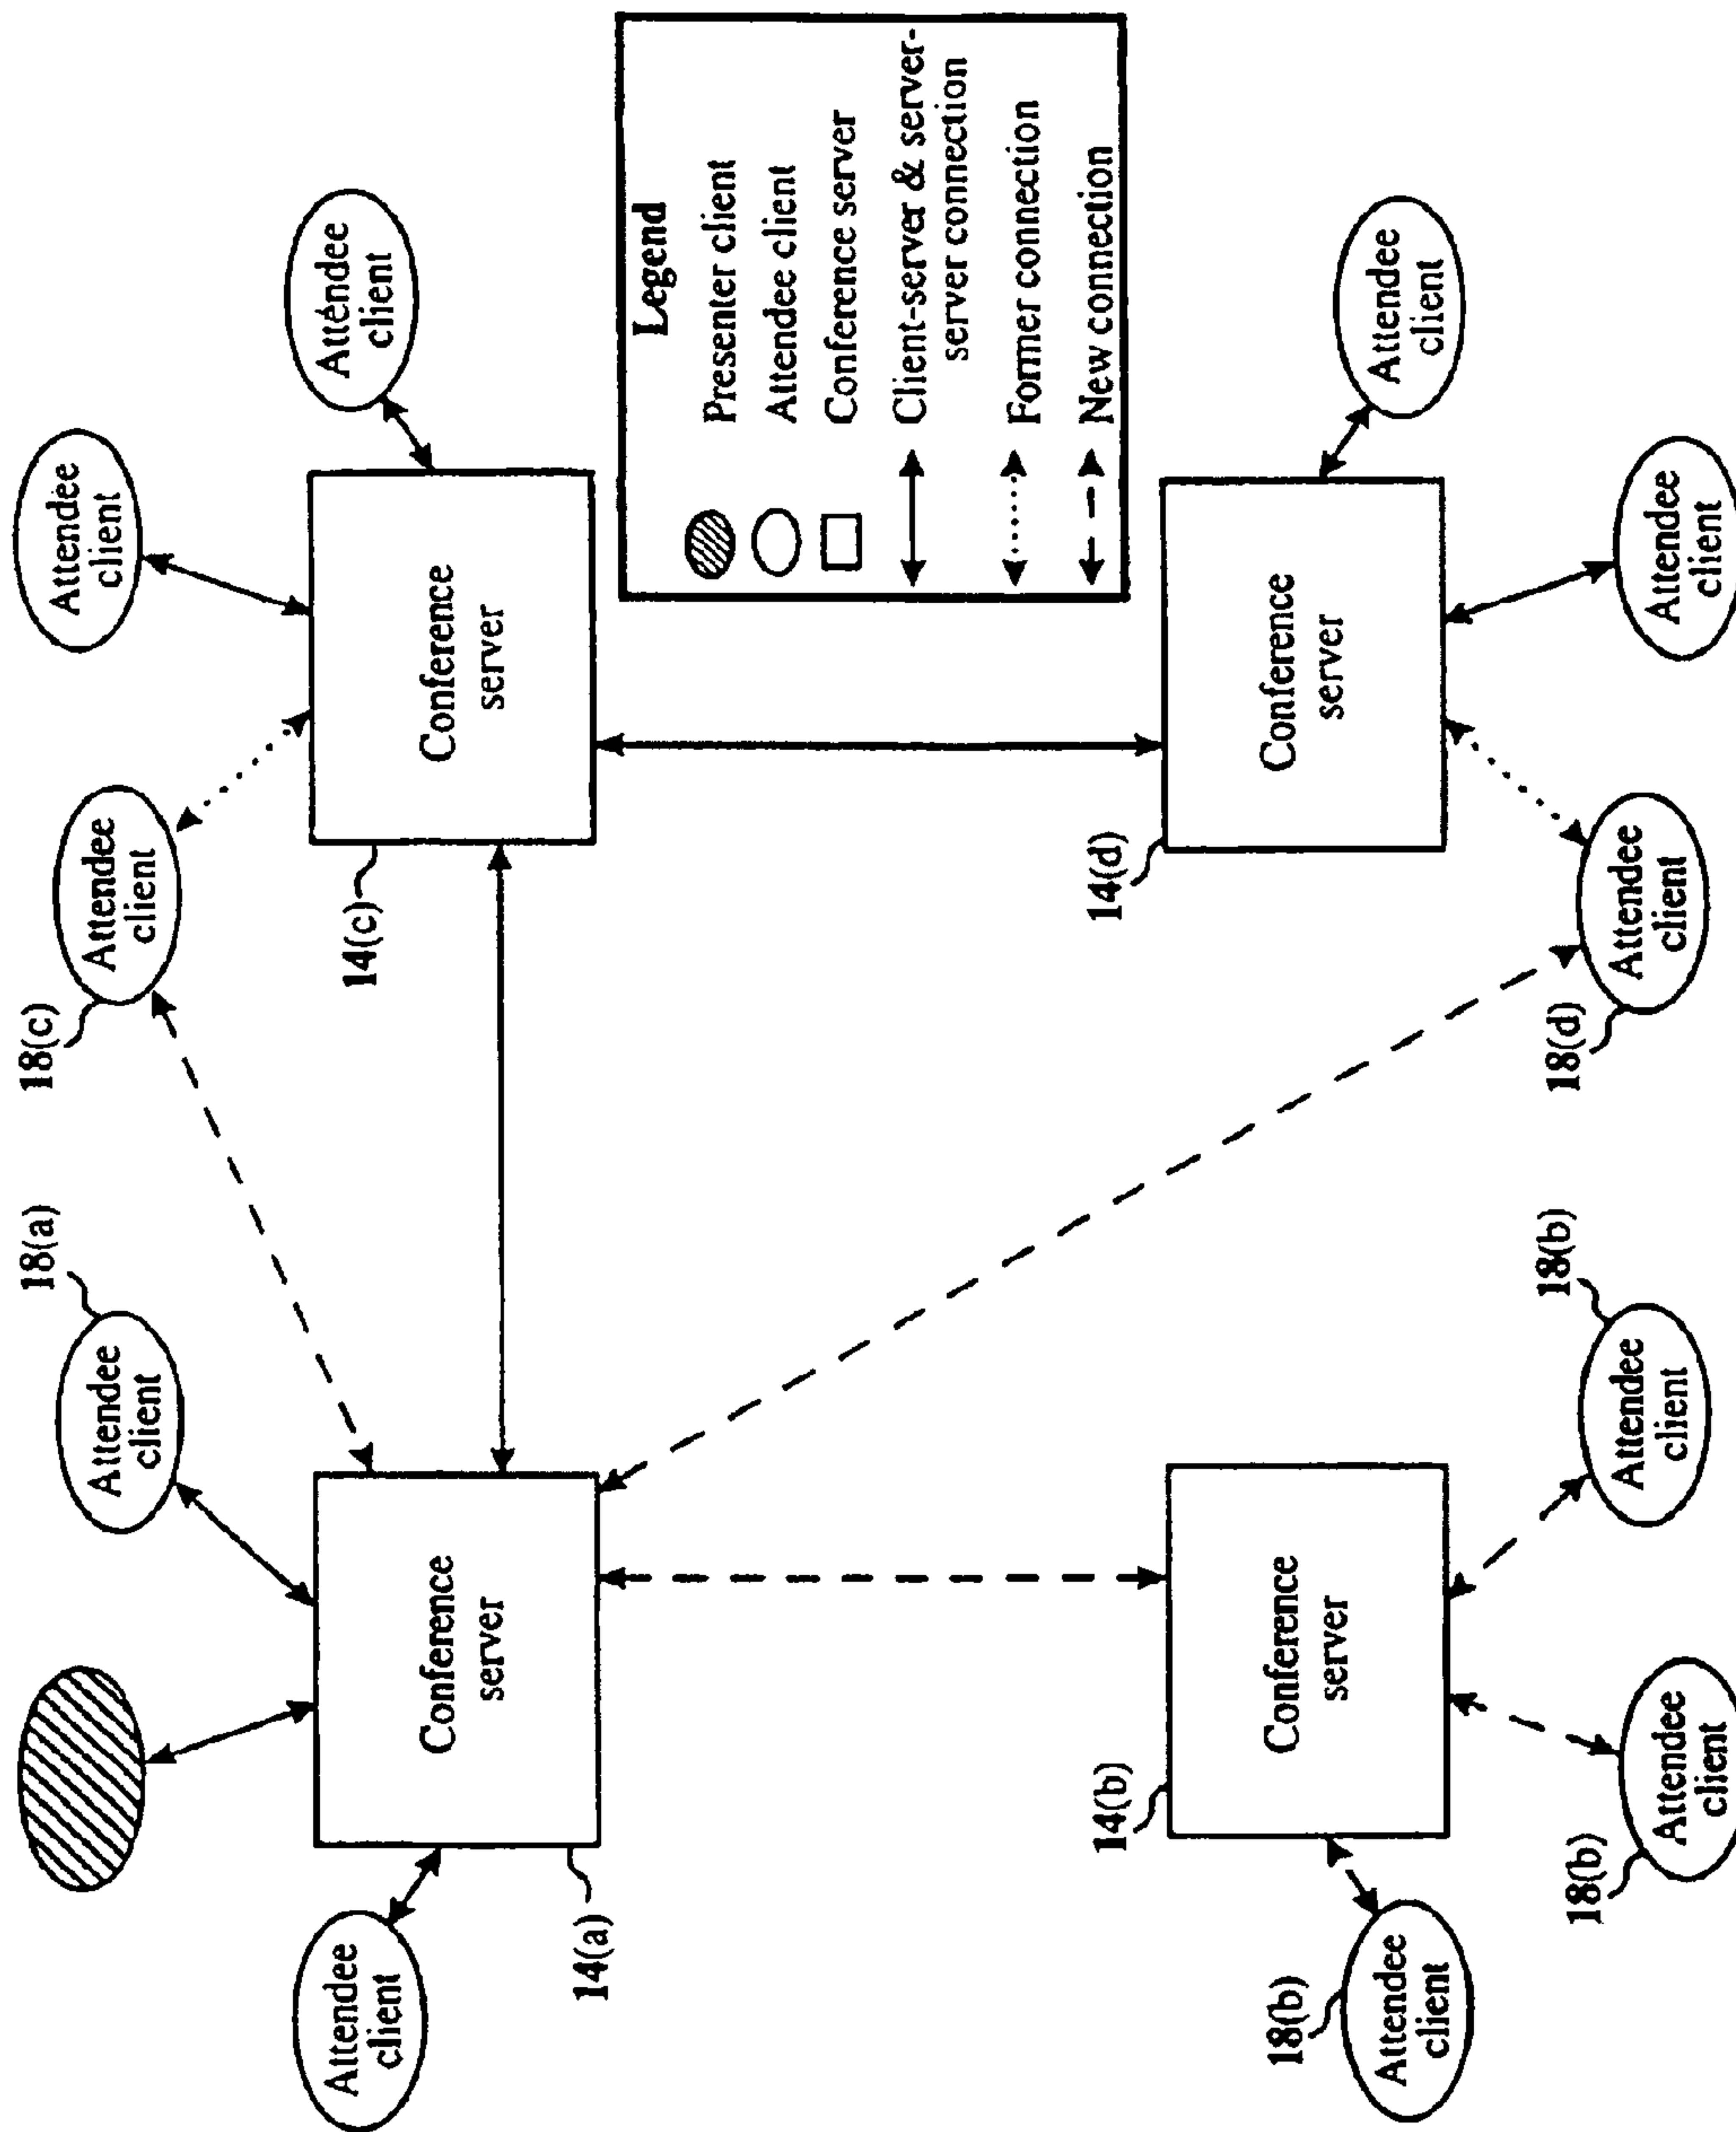 18(a)
Attendee
client
Attendee
client
Conference
server
14(a)
18(c)
Attendee
client
Attendee
client
Attendee
client
Conference
server
14(c)
Legend
Presenter client
Attendee client
Conference server
Client-server & server-
server connection
Former connection
New connection
14(b)
Conference
server
18(b)
Attendee
client
18(b)
Attendee
client
18(b)
Attendee
client
14(d)
Conference
server
18(d)
Attendee
client
Attendee
client
Attendee
client